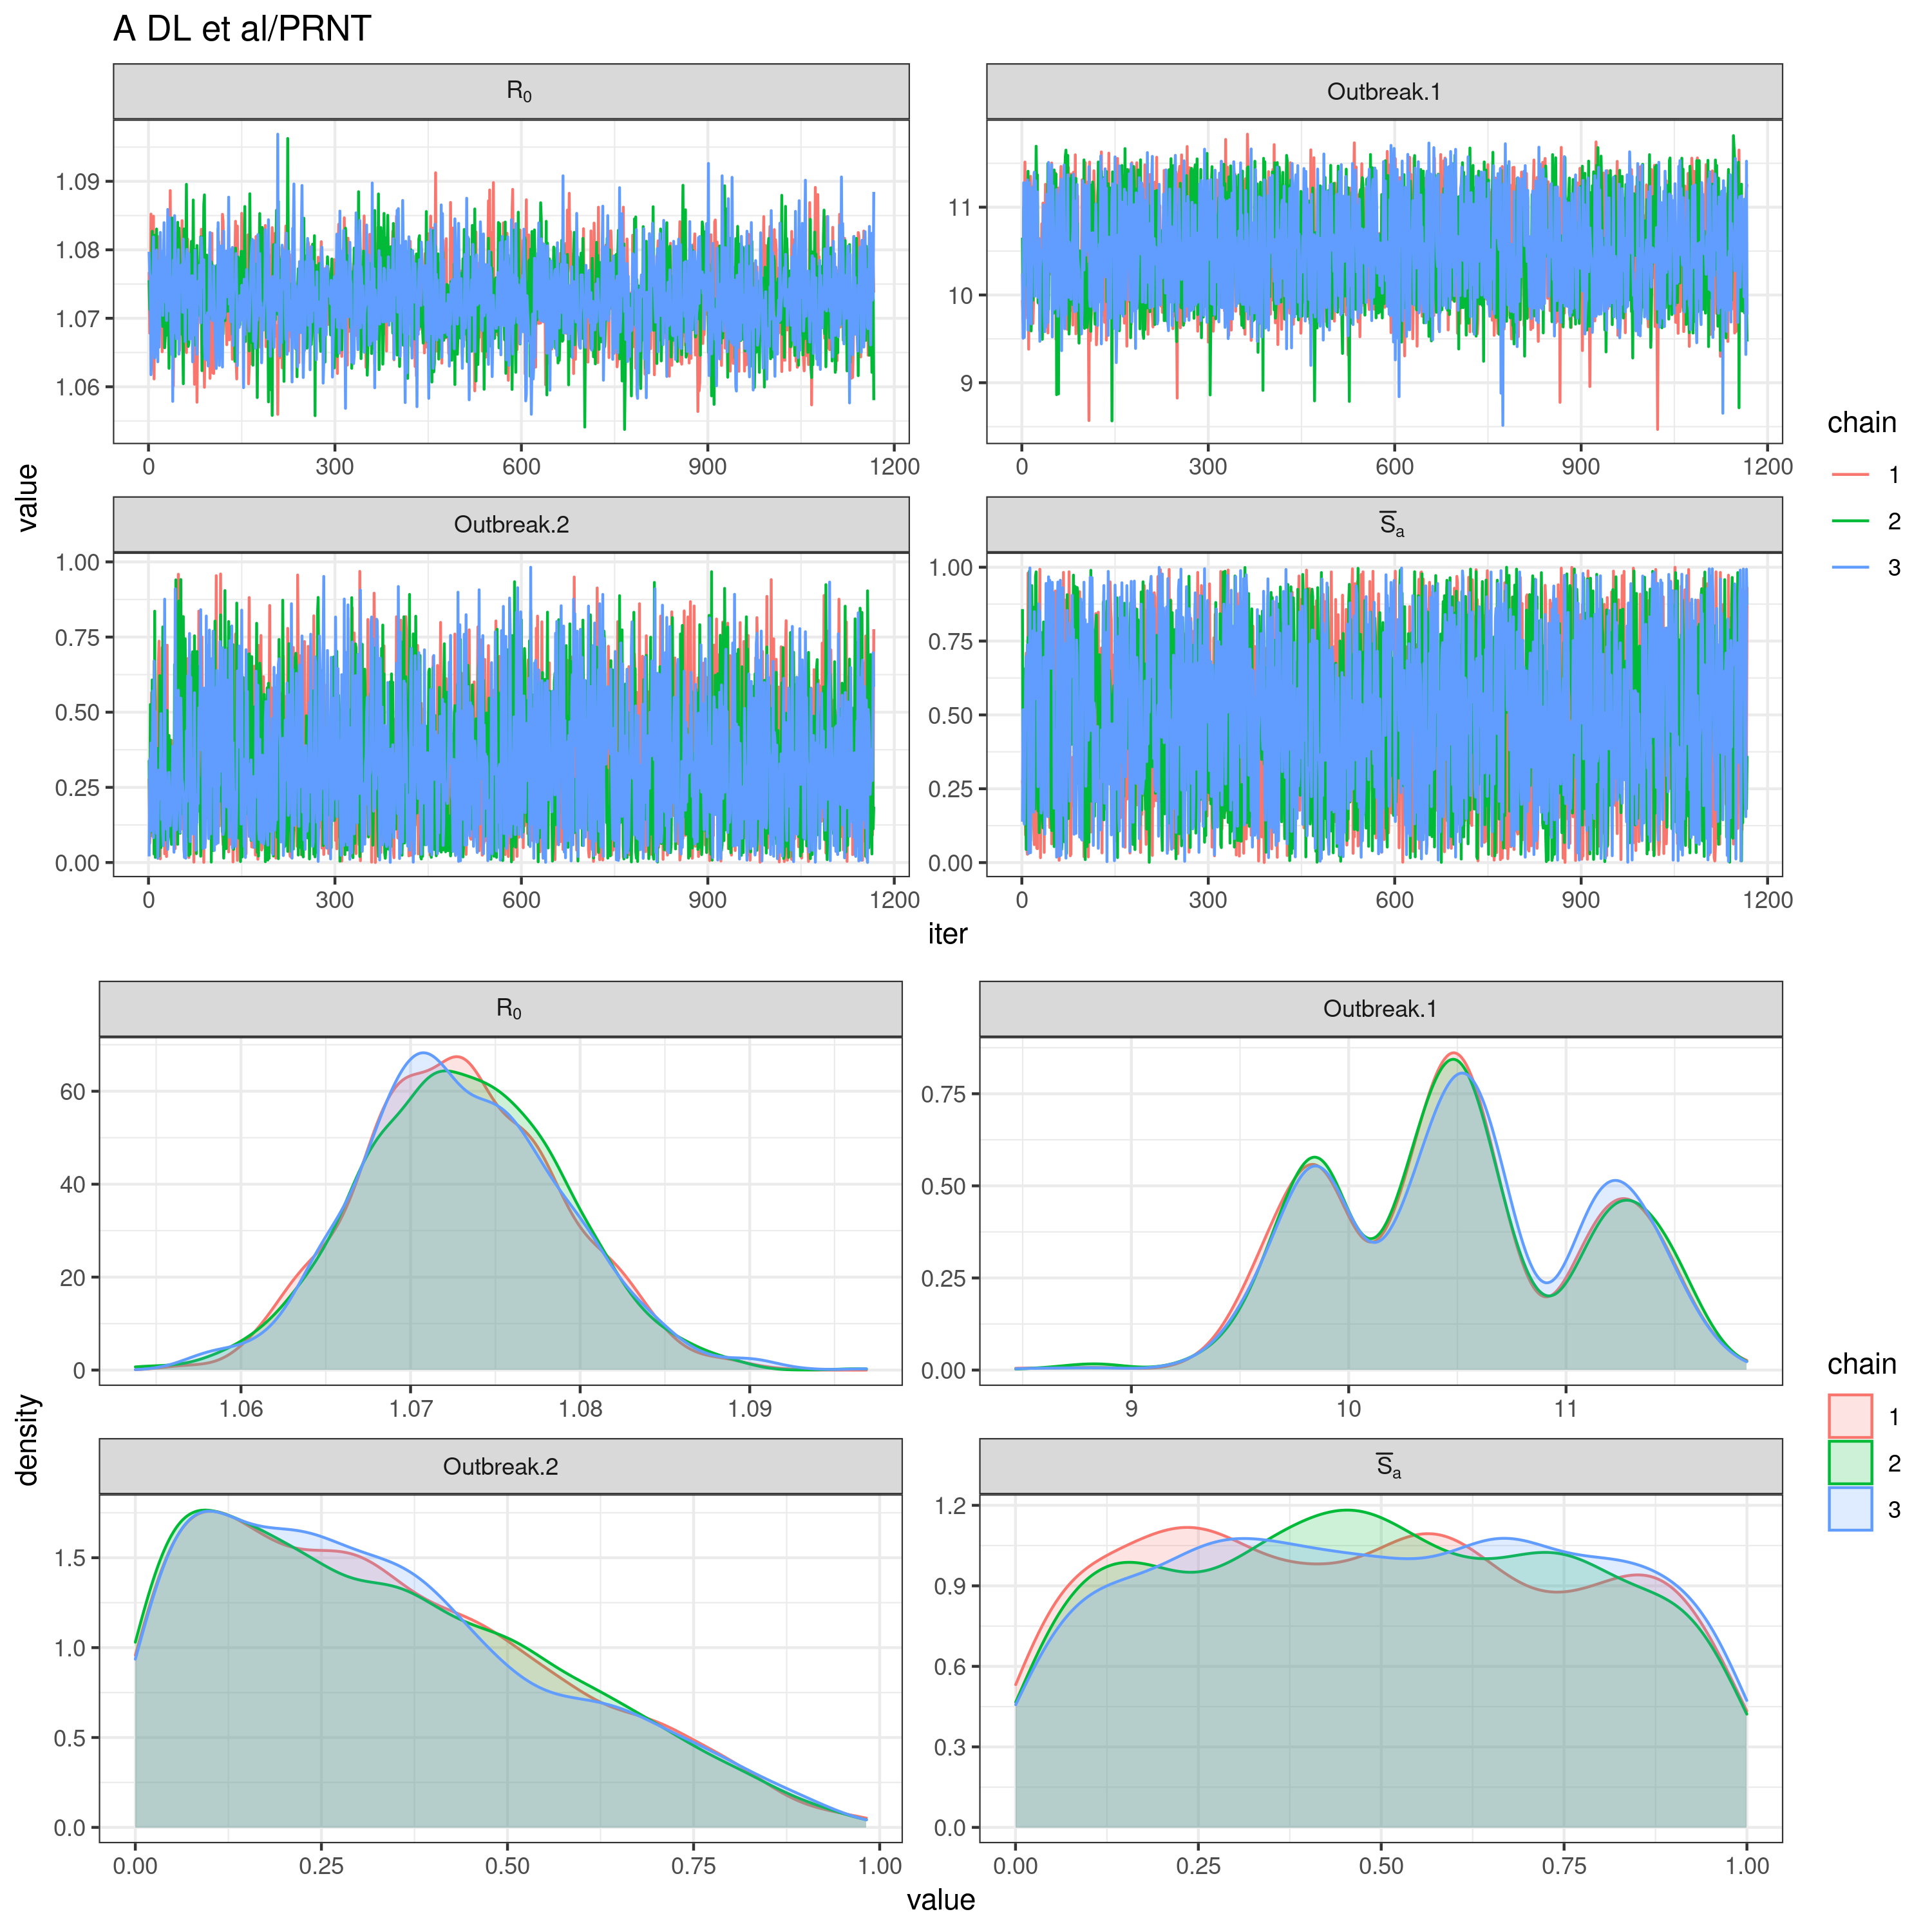 A DL et al/PRNT
R₀
Outbreak.1
1.09
1.08
1.07
1.06
0 300 600 900 1200
11
10
9
0 300 600 900 1200
Outbreak.2
S̅ₐ
1.00
0.75
0.50
0.25
0.00
0 300 600 900 1200
1.00
0.75
0.50
0.25
0.00
0 300 600 900 1200
value
iter
chain
1
2
3
R₀
Outbreak.1
60
40
20
0
1.06 1.07 1.08 1.09
0.75
0.50
0.25
0.00
9 10 11
Outbreak.2
S̅ₐ
1.5
1.0
0.5
0.0
0.00 0.25 0.50 0.75 1.00
1.2
0.9
0.6
0.3
0.0
0.00 0.25 0.50 0.75 1.00
density
value
chain
1
2
3